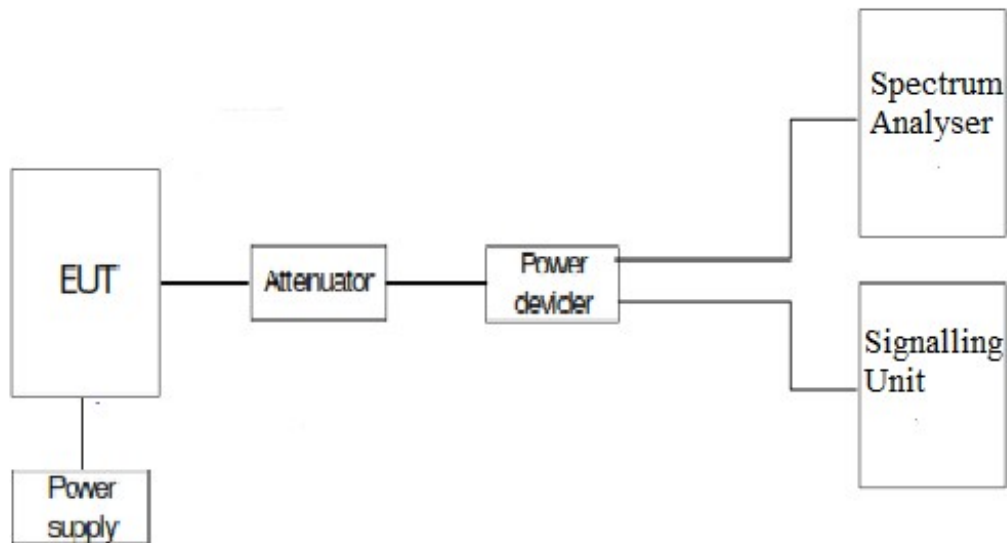 Spectrum
Analyser
EUT
Attenuator
Power
devider
Signalling
Unit
Power
supply